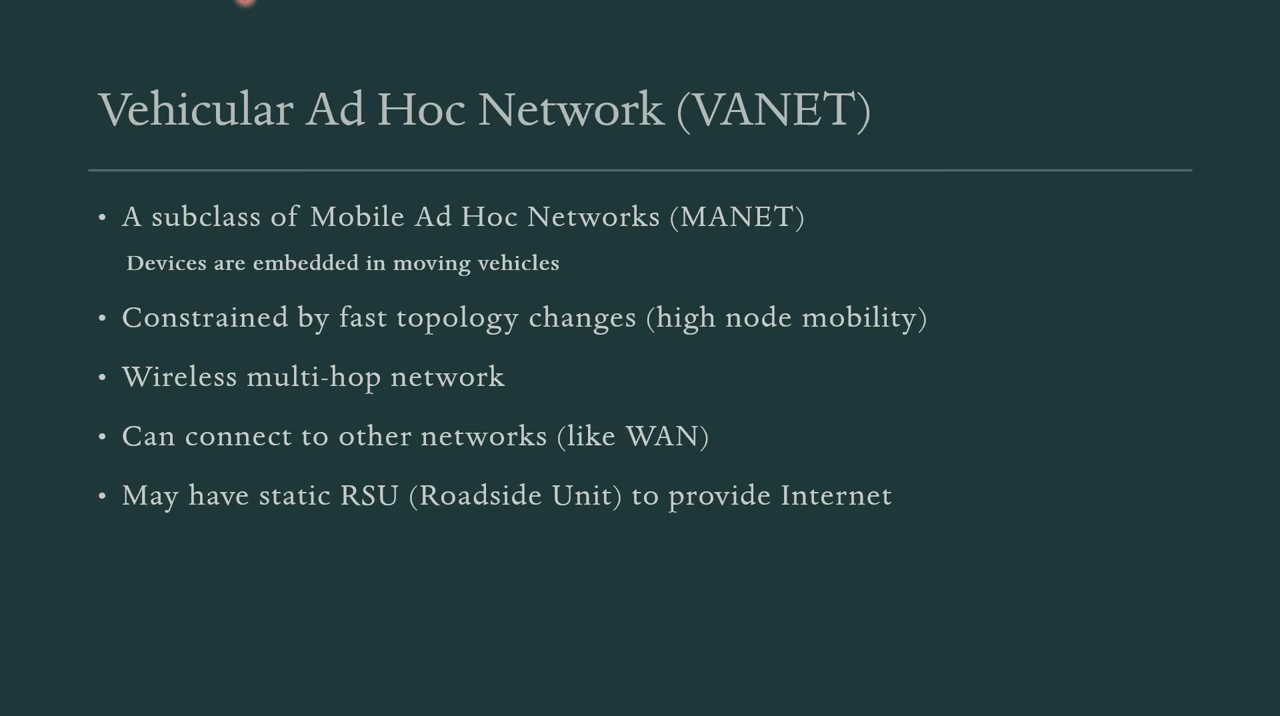 Vehicular Ad Hoc Network (VANET)
• A subclass of Mobile Ad Hoc Networks (MANET)
Devices are embedded in moving vehicles
• Constrained by fast topology changes (high node mobility)
• Wireless multi-hop network
• Can connect to other networks (like WAN)
• May have static RSU (Roadside Unit) to provide Internet